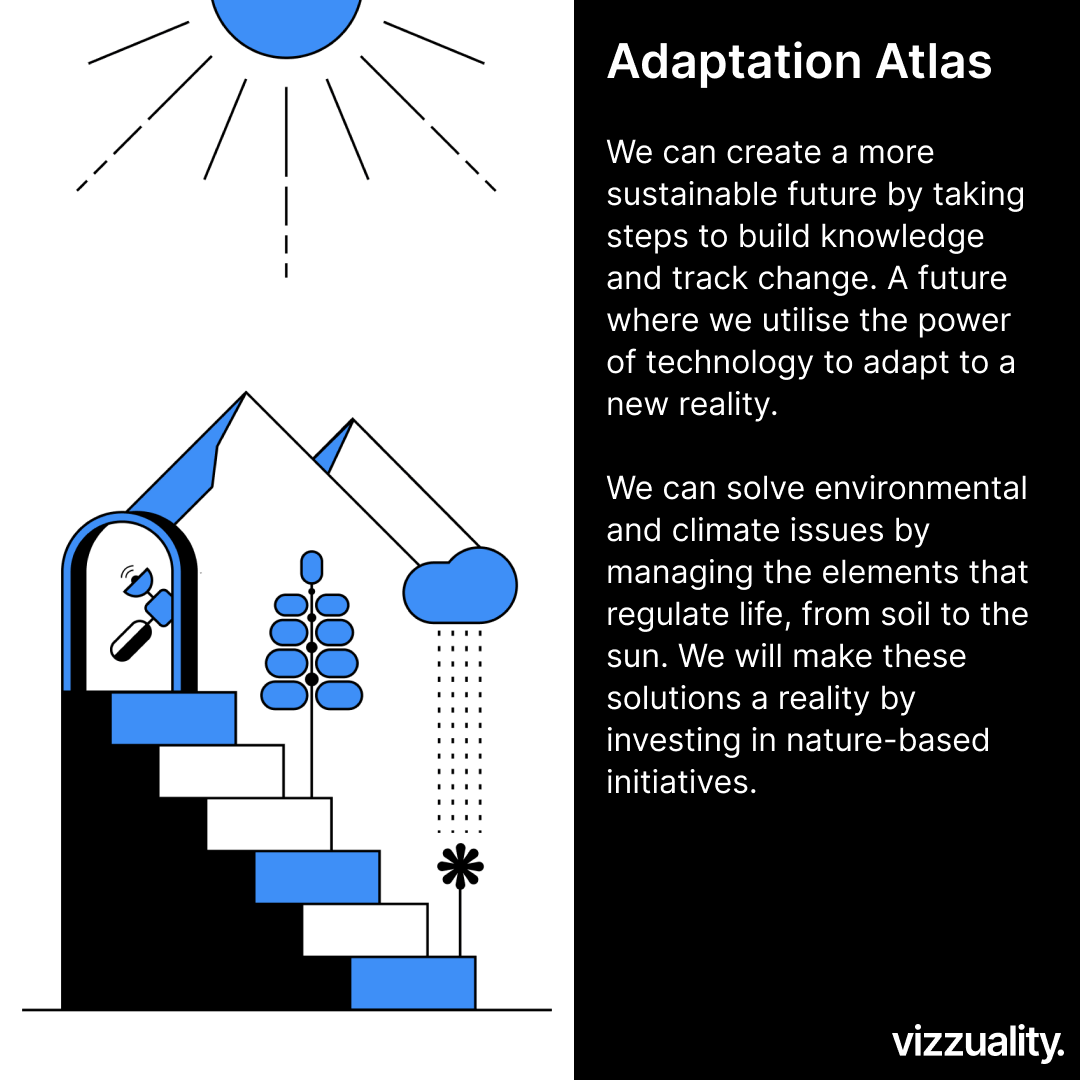 Adaptation Atlas
We can create a more
sustainable future by taking
steps to build knowledge
and track change. A future
where we utilise the power
of technology to adapt to a
new reality.
We can solve environmental
and climate issues by
managing the elements that
regulate life, from soil to the
sun. We will make these
solutions a reality by
investing in nature-based
initiatives.
vizzuality.